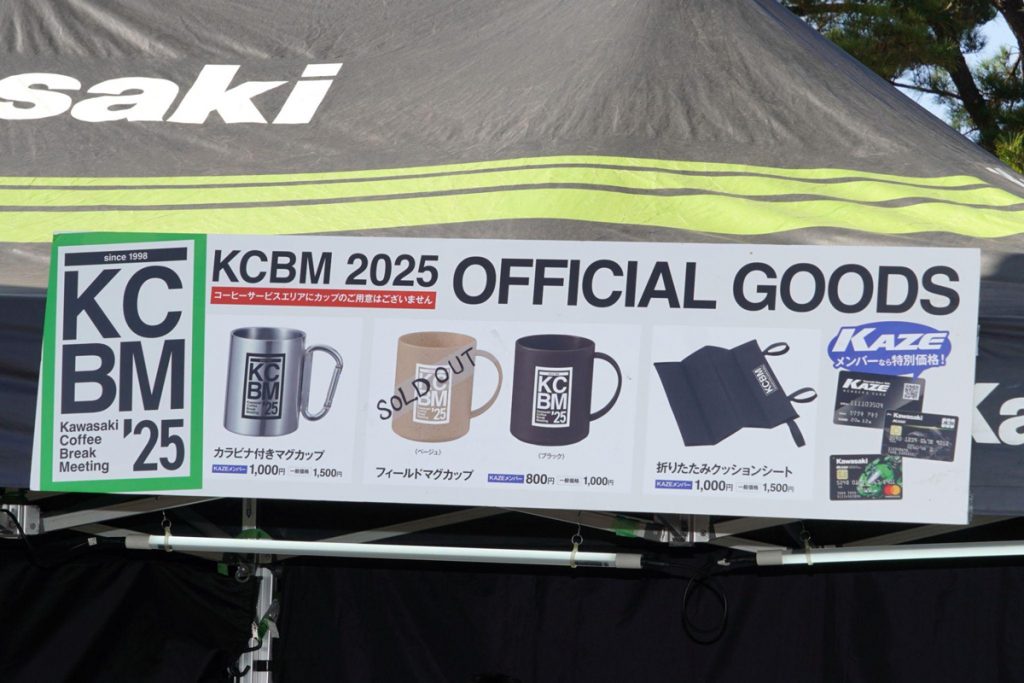 saki
since 1998
KC
BM
Kawasaki
Coffee
Break
Meeting
'25
KCBM 2025
OFFICIAL GOODS
コーヒーサービスエリアにカップのご用意はございません
KC
BM
'25
カラビナ付きマグカップ
KAZEメンバー 1,000円 一般価格 1,500円
SOLD OUT
KC
BM
'25
(ベージュ)
KC
BM
'25
(ブラック)
フィールドマグカップ
KAZEメンバー 800円 一般価格 1,000円
KCBM
折りたたみクッションシート
KAZEメンバー 1,000円 一般価格 1,500円
KAZE
メンバーなら特別価格!
KAZE
Kawasaki
Kawasaki
Ka